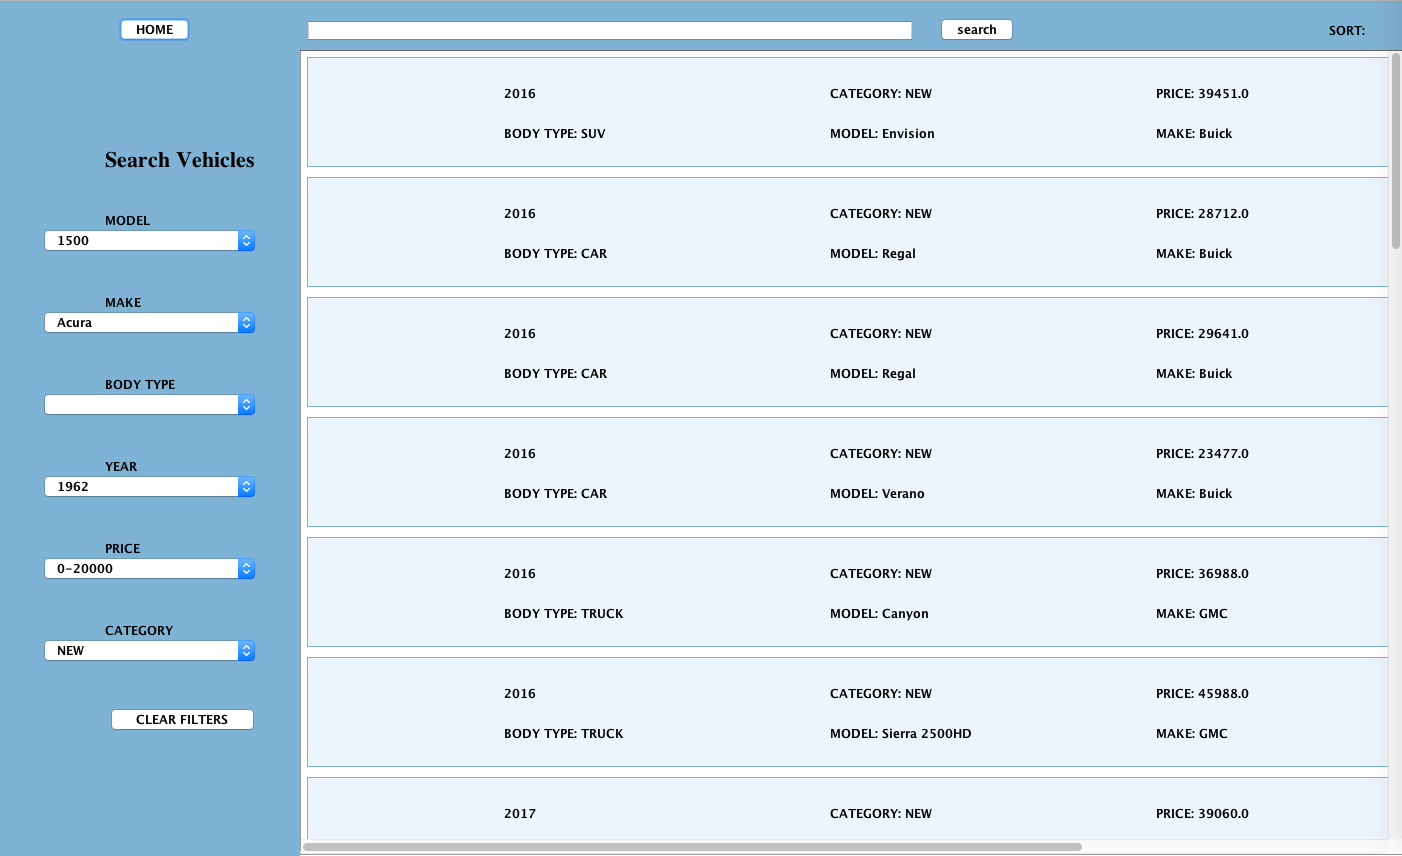 HOME
search
SORT:
Search Vehicles
MODEL
1500
MAKE
Acura
BODY TYPE
YEAR
1962
PRICE
0-20000
CATEGORY
NEW
CLEAR FILTERS
2016 CATEGORY: NEW PRICE: 39451.0
BODY TYPE: SUV MODEL: Envision MAKE: Buick
2016 CATEGORY: NEW PRICE: 28712.0
BODY TYPE: CAR MODEL: Regal MAKE: Buick
2016 CATEGORY: NEW PRICE: 29641.0
BODY TYPE: CAR MODEL: Regal MAKE: Buick
2016 CATEGORY: NEW PRICE: 23477.0
BODY TYPE: CAR MODEL: Verano MAKE: Buick
2016 CATEGORY: NEW PRICE: 36988.0
BODY TYPE: TRUCK MODEL: Canyon MAKE: GMC
2016 CATEGORY: NEW PRICE: 45988.0
BODY TYPE: TRUCK MODEL: Sierra 2500HD MAKE: GMC
2017 CATEGORY: NEW PRICE: 39060.0